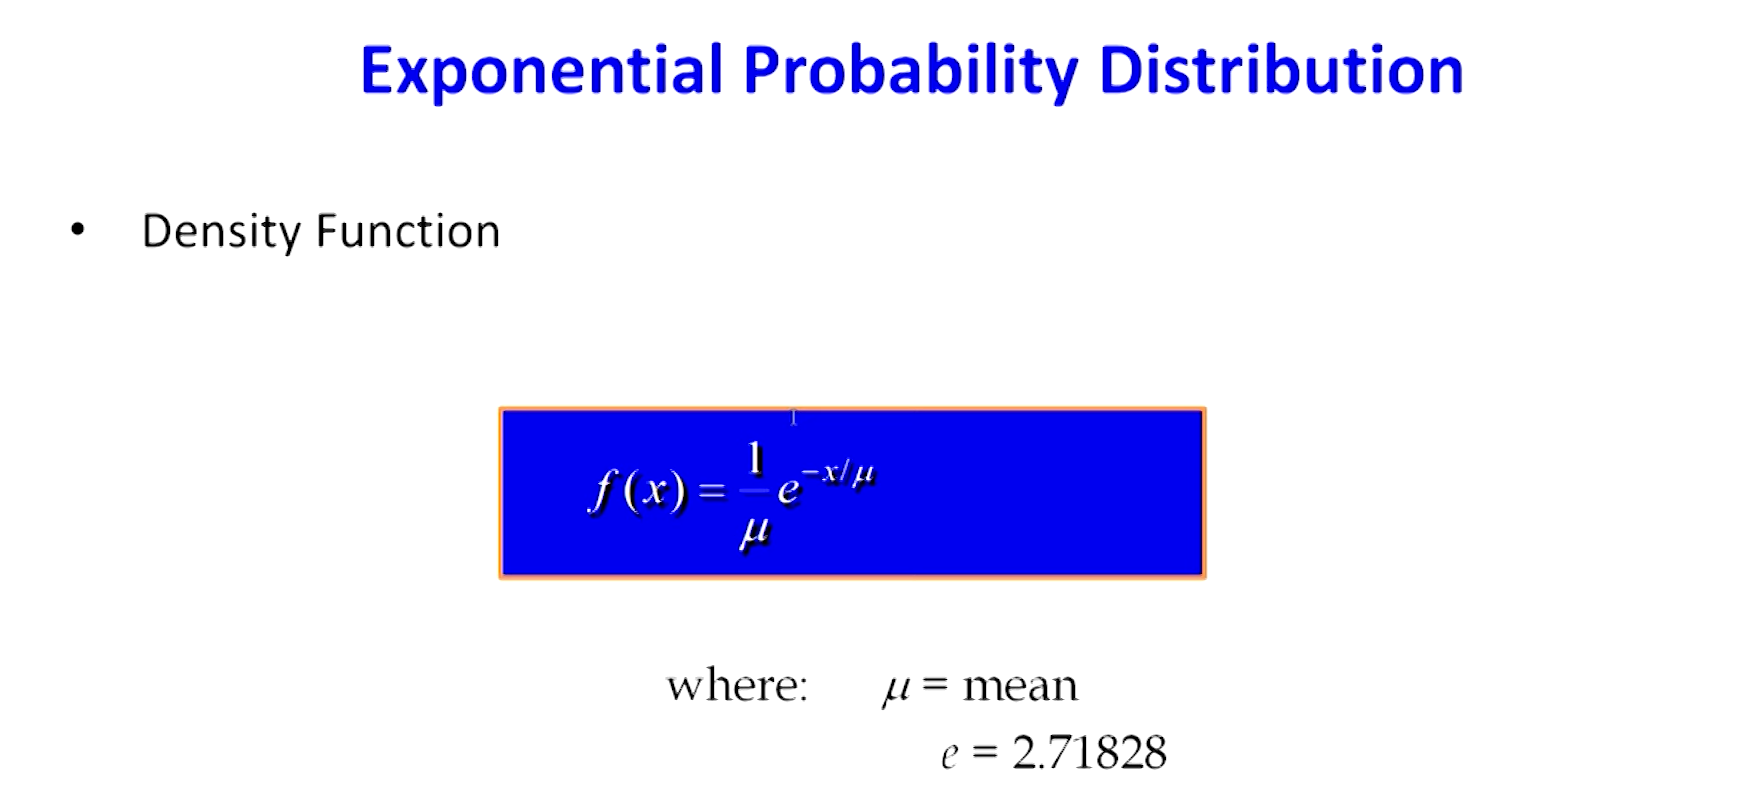 Exponential Probability Distribution
• Density Function
f(x) = 1/μ e^{-x/μ}
where: μ = mean
e = 2.71828